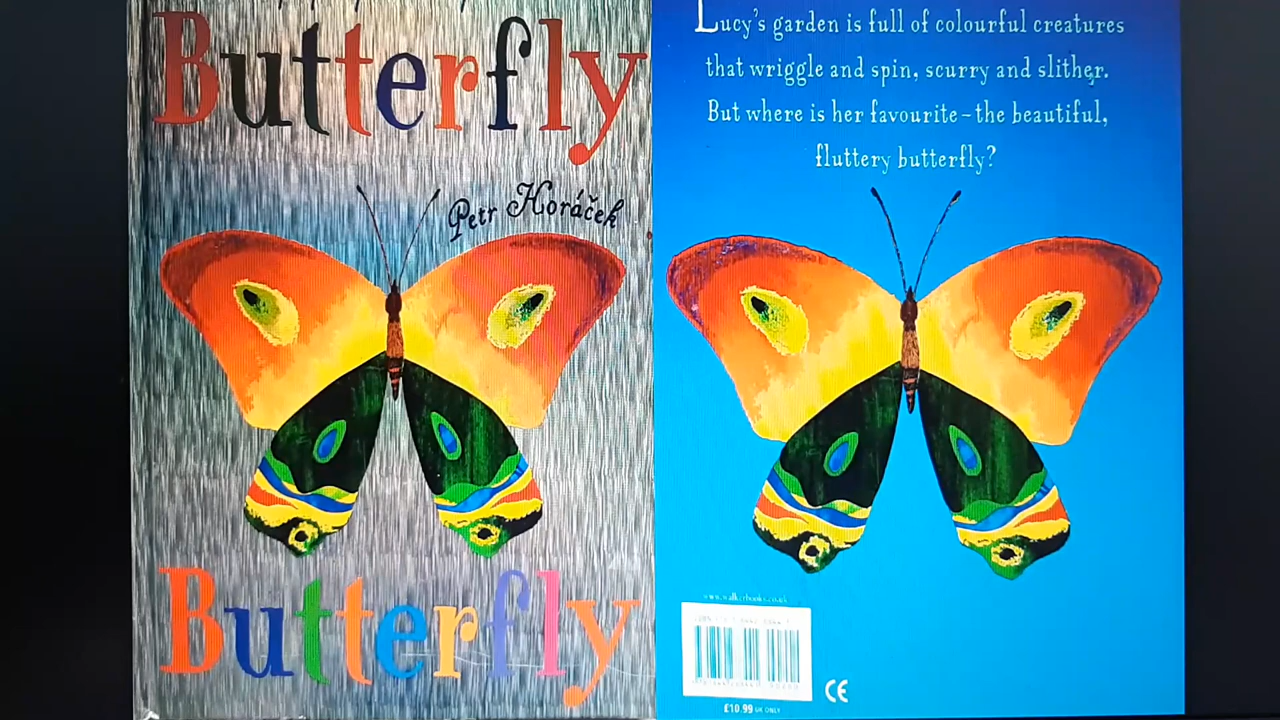 Butterfly
Petr Horáček
Butterfly
Lucy's garden is full of colourful creatures
that wriggle and spin, scurry and slither.
But where is her favourite – the beautiful,
fluttery butterfly?
www.walkerbooks.co.uk
CE
£10.99 UK ONLY